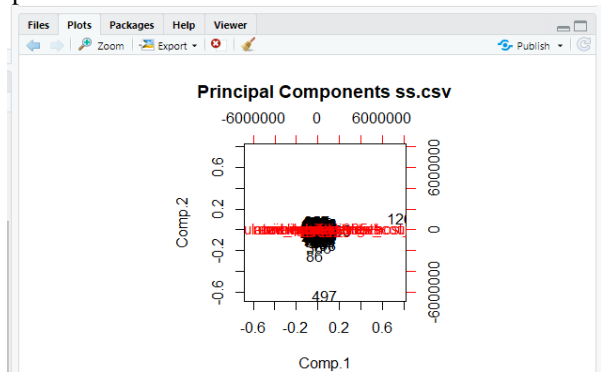 Files Plots Packages Help Viewer
Zoom Export Publish
Principal Components ss.csv
-6000000 0 6000000
Comp.2
-0.6 -0.2 0.2 0.6
-6000000 0 6000000
86
497
-0.6 -0.2 0.2 0.6
Comp.1